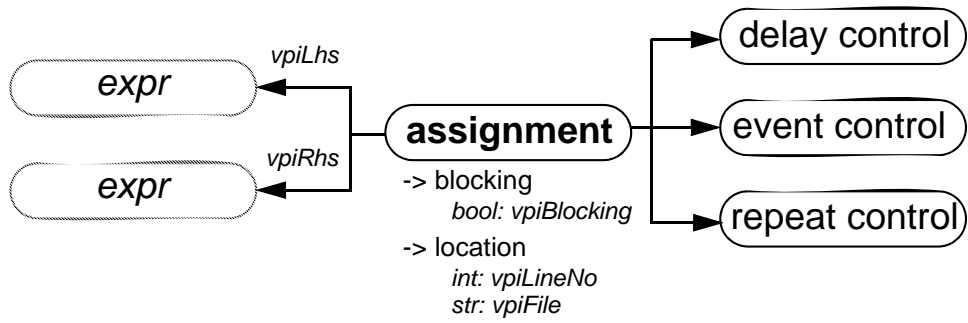 vpiLhs
expr
vpiRhs
expr
assignment
-> blocking
bool: vpiBlocking
-> location
int: vpiLineNo
str: vpiFile
delay control
event control
repeat control